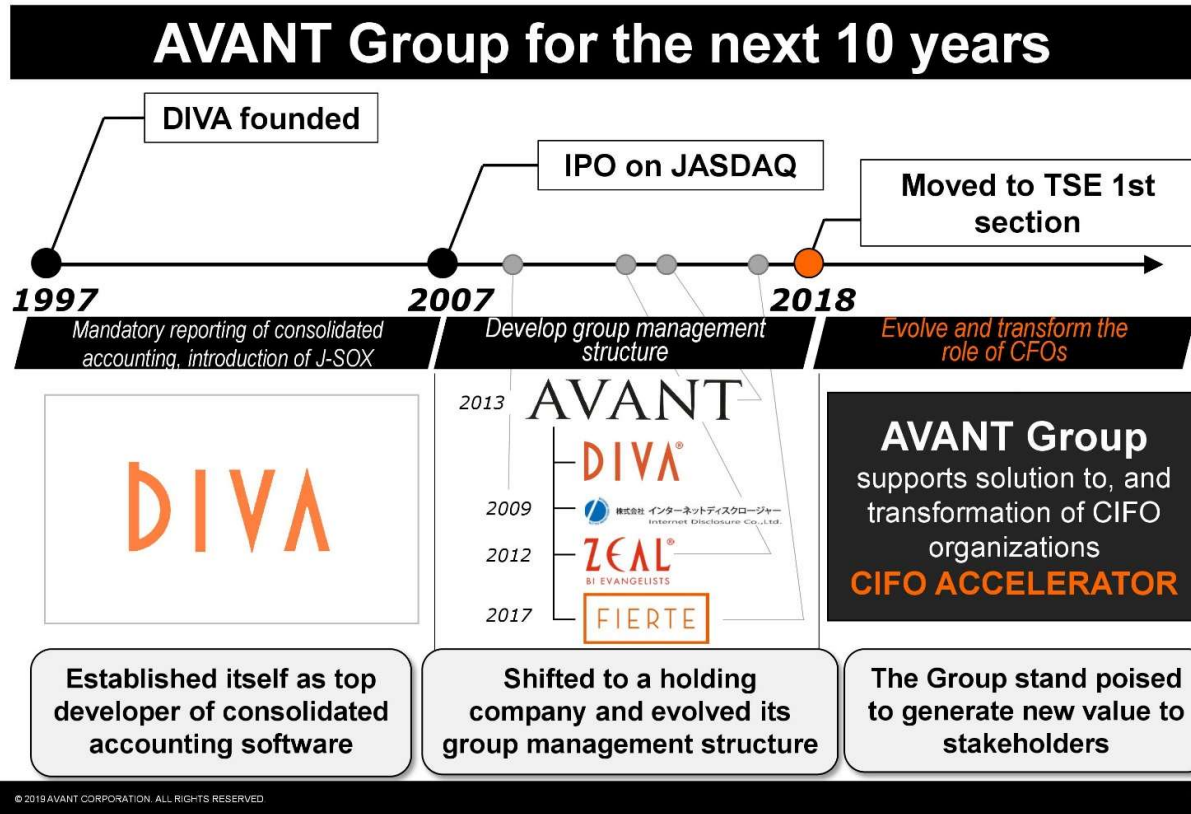 AVANT Group for the next 10 years
DIVA founded
IPO on JASDAQ
Moved to TSE 1st
section
1997
2007
2018
Mandatory reporting of consolidated
accounting, introduction of J-SOX
Develop group management
structure
Evolve and transform the
role of CFOs
DIVA
2013
AVANT
DIVA®
2009
株式会社 インターネットディスクロージャー
Internet Disclosure Co.,Ltd.
2012
ZEAL®
BI EVANGELISTS
2017
FIERTE
AVANT Group
supports solution to, and
transformation of CIFO
organizations
CIFO ACCELERATOR
Established itself as top
developer of consolidated
accounting software
Shifted to a holding
company and evolved its
group management structure
The Group stand poised
to generate new value to
stakeholders
© 2019 AVANT CORPORATION. ALL RIGHTS RESERVED.